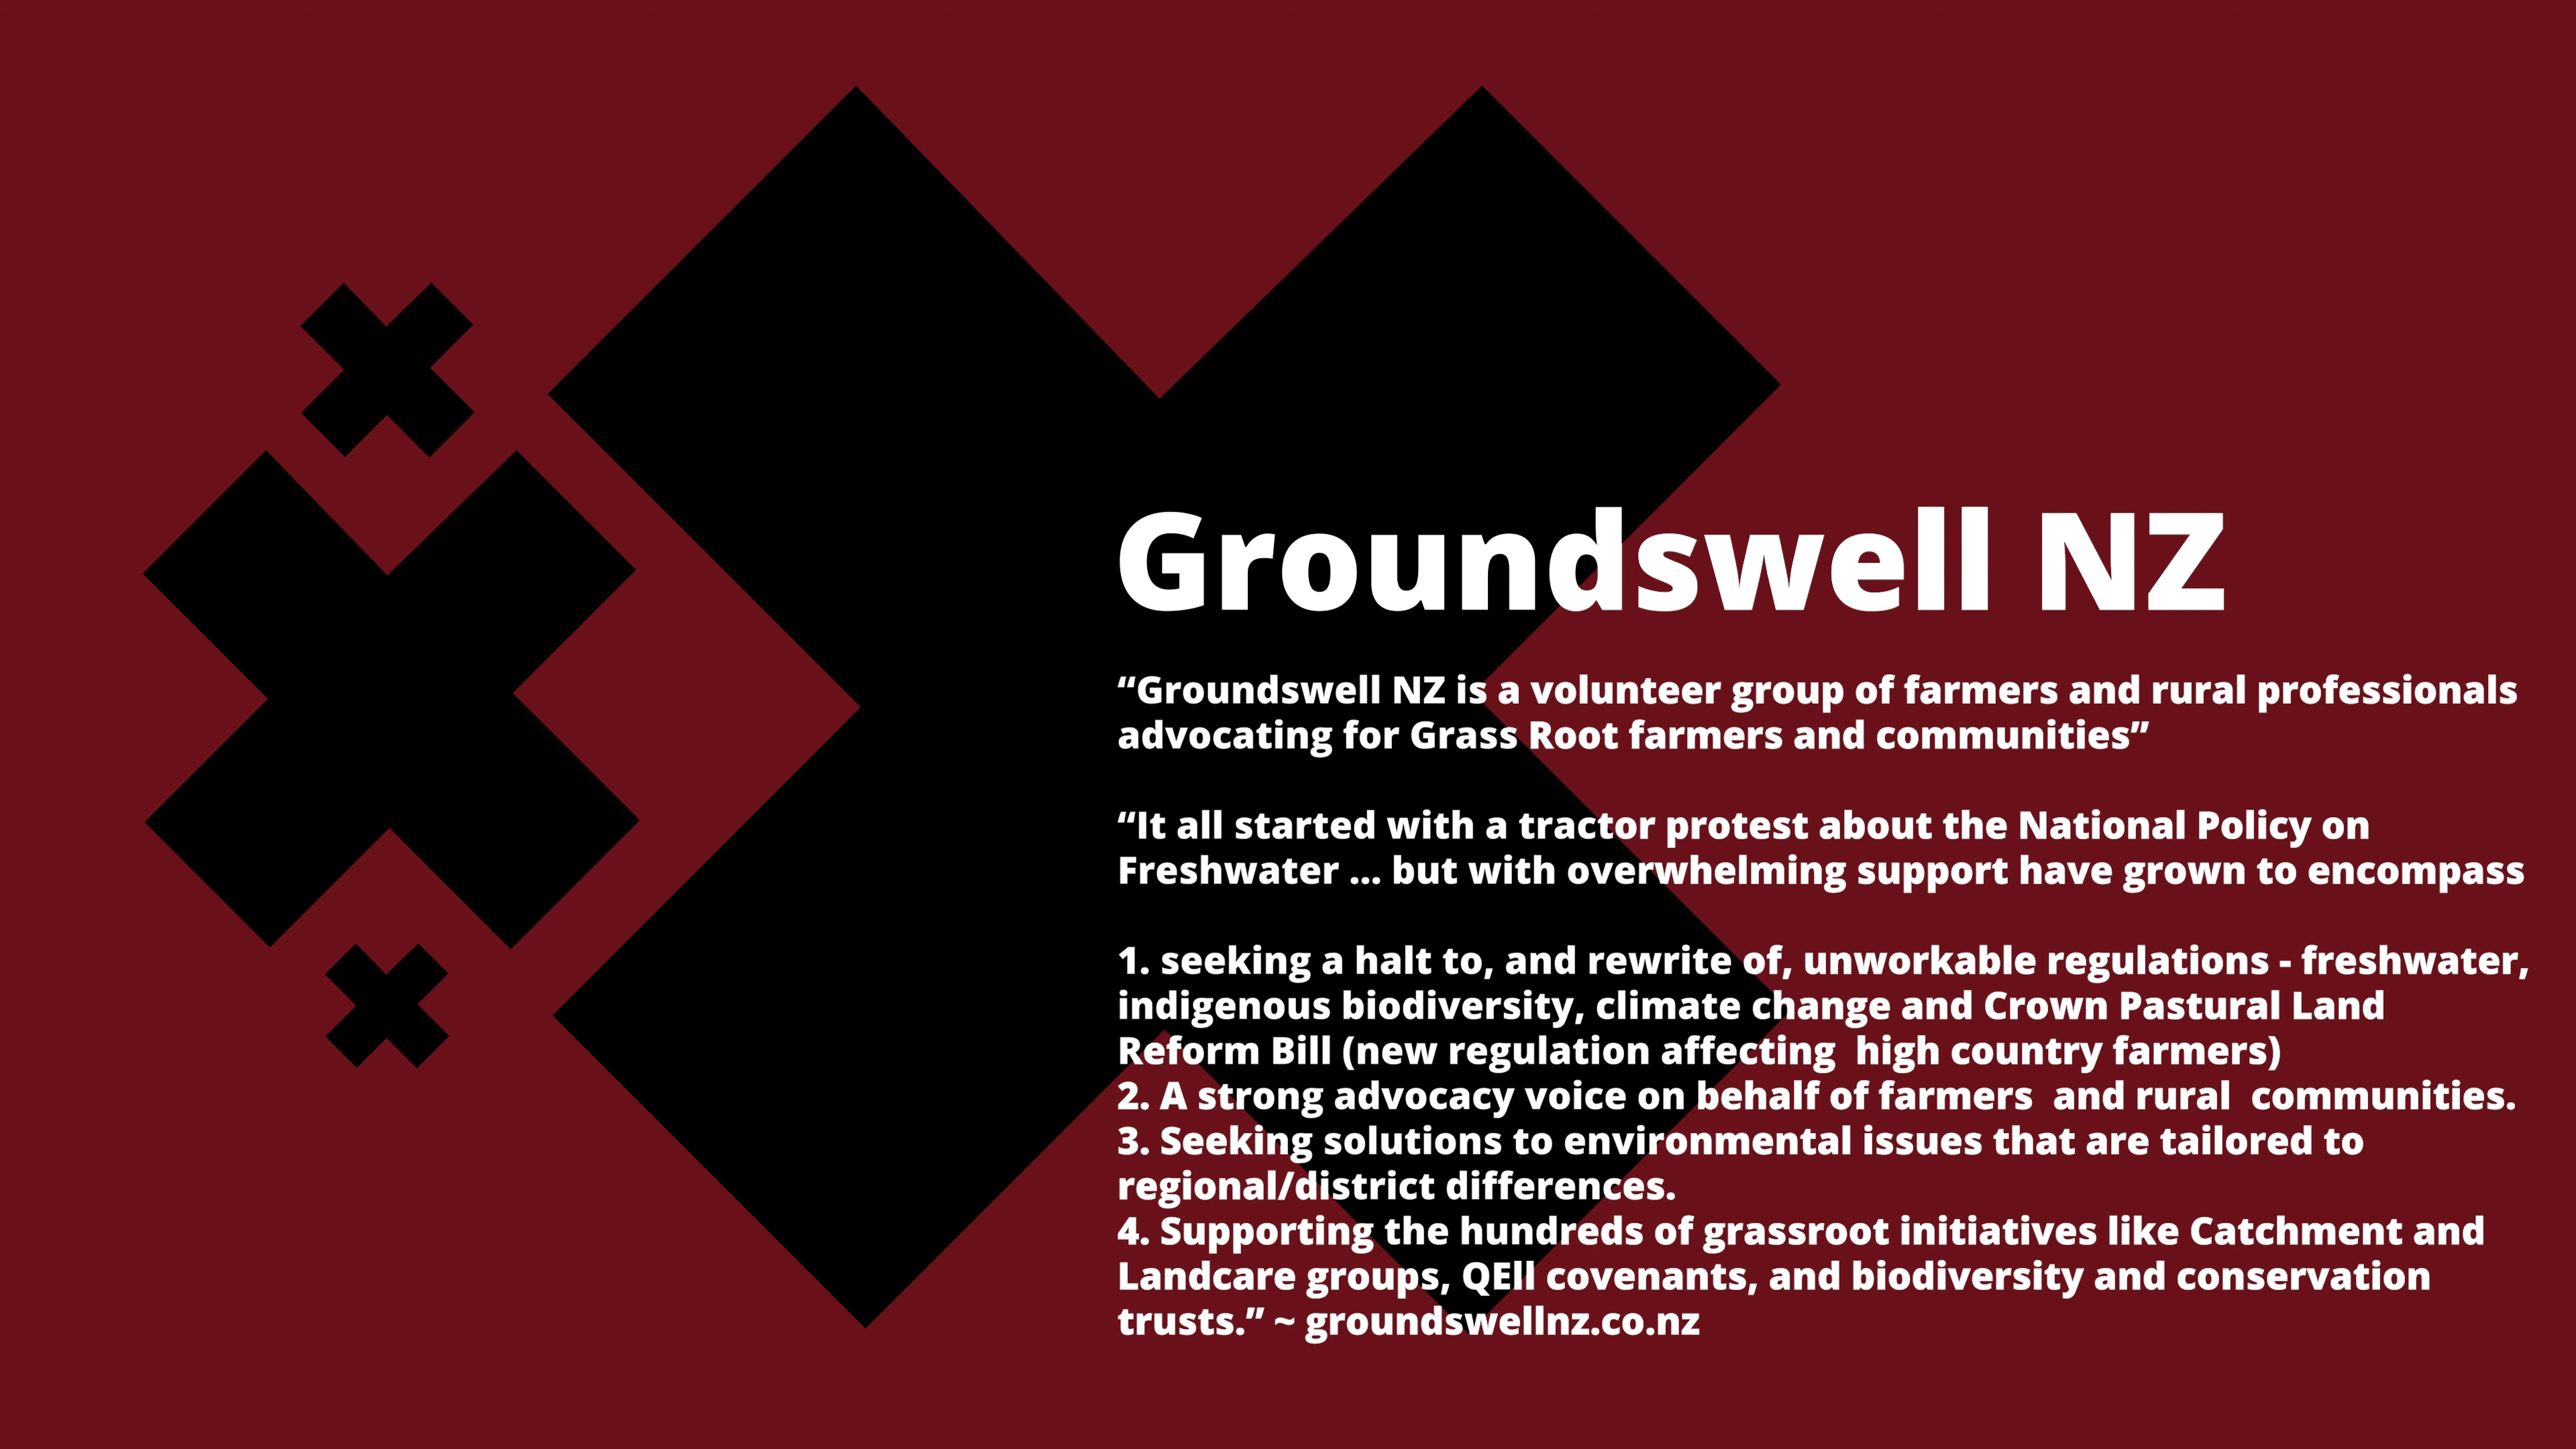 Groundswell NZ
“Groundswell NZ is a volunteer group of farmers and rural professionals
advocating for Grass Root farmers and communities”
“It all started with a tractor protest about the National Policy on
Freshwater ... but with overwhelming support have grown to encompass
1. seeking a halt to, and rewrite of, unworkable regulations - freshwater,
indigenous biodiversity, climate change and Crown Pastural Land
Reform Bill (new regulation affecting  high country farmers)
2. A strong advocacy voice on behalf of farmers  and rural  communities.
3. Seeking solutions to environmental issues that are tailored to
regional/district differences.
4. Supporting the hundreds of grassroot initiatives like Catchment and
Landcare groups, QEll covenants, and biodiversity and conservation
trusts.” ~ groundswellnz.co.nz